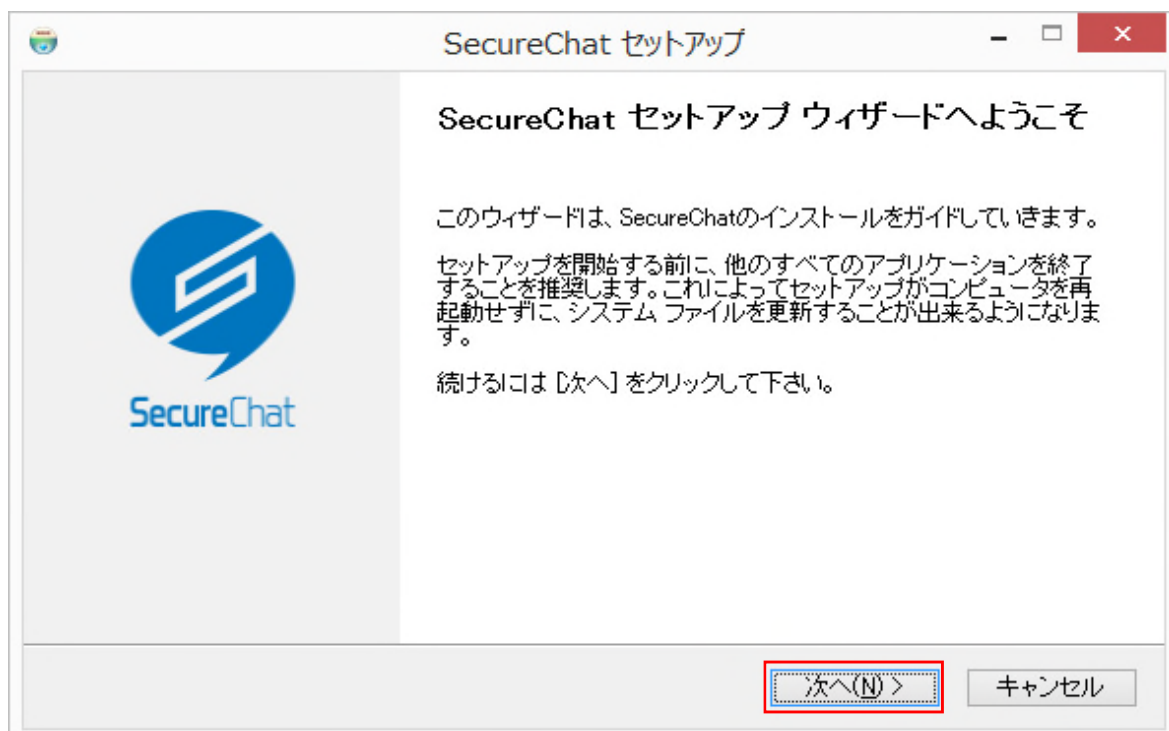 SecureChat セットアップ
SecureChat セットアップ ウィザードへようこそ
このウィザードは、SecureChatのインストールをガイドしていきます。
セットアップを開始する前に、他のすべてのアプリケーションを終了
することを推奨します。これによってセットアップがコンピュータを再
起動せずに、システム ファイルを更新することが出来るようになりま
す。
続けるには [次へ] をクリックして下さい。
SecureChat
次へ(N) >
キャンセル